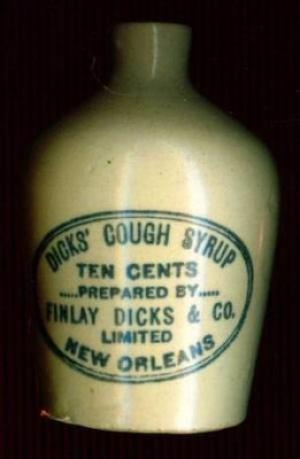 DICKS' COUGH SYRUP
TEN CENTS
.....PREPARED BY.....
FINLAY DICKS & CO.
LIMITED
NEW ORLEANS